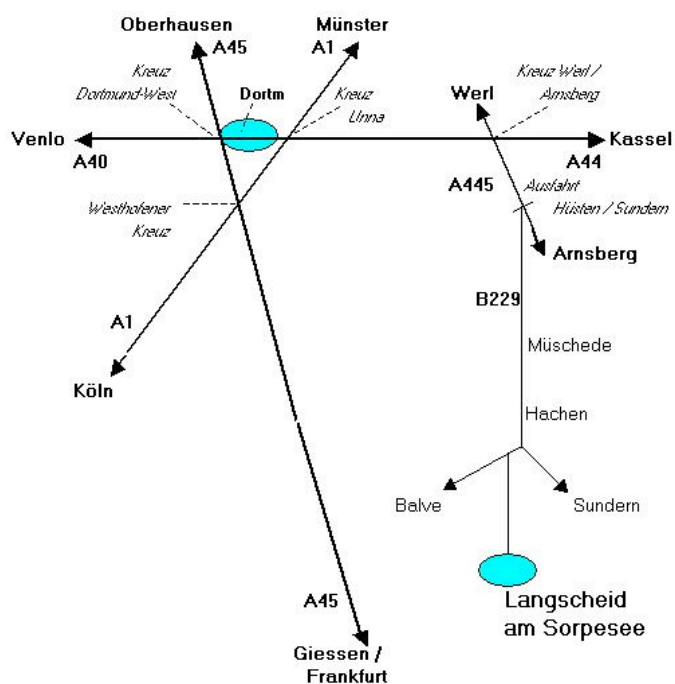 Oberhausen
A45
Münster
A1
Kreuz
Dortmund-West
Dortm
Kreuz
Unna
Werl
Kreuz Werl /
Arnsberg
Venlo
A40
Kassel
A44
A445
Ausfahrt
Hüsten / Sundern
Westhofener
Kreuz
Arnsberg
B229
A1
Köln
Müschede
Hachen
Balve
Sundern
A45
Giessen /
Frankfurt
Langscheid
am Sorpesee